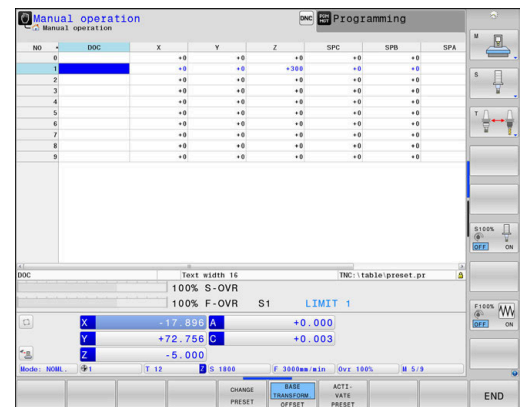 Manual operation
Manual operation
DNC
Programming
NO DOC X Y Z SPC SPB SPA
0 +0 +0 +0 +0 +0
1 +0 +0 +300 +0 +0
2 +0 +0 +0 +0 +0
3 +0 +0 +0 +0 +0
4 +0 +0 +0 +0 +0
5 +0 +0 +0 +0 +0
6 +0 +0 +0 +0 +0
7 +0 +0 +0 +0 +0
8 +0 +0 +0 +0 +0
9 +0 +0 +0 +0 +0
DOC Text width 16 TNC:\table\preset.pr
100% S-OVR
100% F-OVR S1 LIMIT 1
X -17.896 A +0.000
Y +72.756 C +0.003
Z -5.000
Mode: NOML. 1 T 12 Z S 1800 F 3000mm/min Ovr 100% M 5/9
CHANGE PRESET
BASE TRANSFORM. OFFSET
ACTI- VATE PRESET
END
M
S
T
S100%
OFF ON
F100%
OFF ON